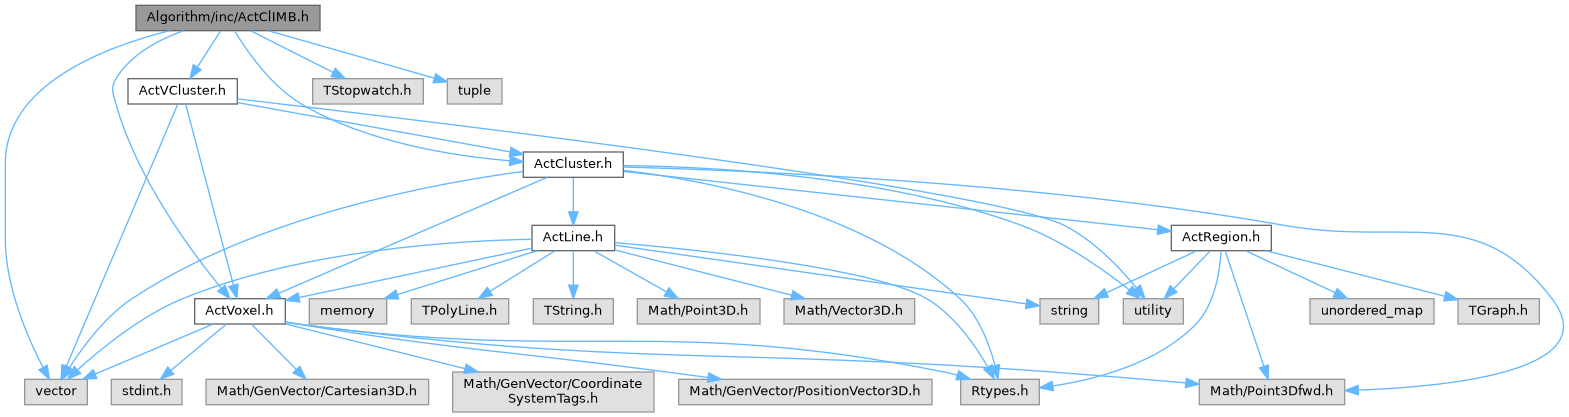 Algorithm/inc/ActClIMB.h
ActVCluster.h
TStopwatch.h
tuple
ActCluster.h
ActLine.h
ActRegion.h
ActVoxel.h
memory
TPolyLine.h
TString.h
Math/Point3D.h
Math/Vector3D.h
string
utility
unordered_map
TGraph.h
vector
stdint.h
Math/GenVector/Cartesian3D.h
Math/GenVector/Coordinate
SystemTags.h
Math/GenVector/PositionVector3D.h
Rtypes.h
Math/Point3Dfwd.h